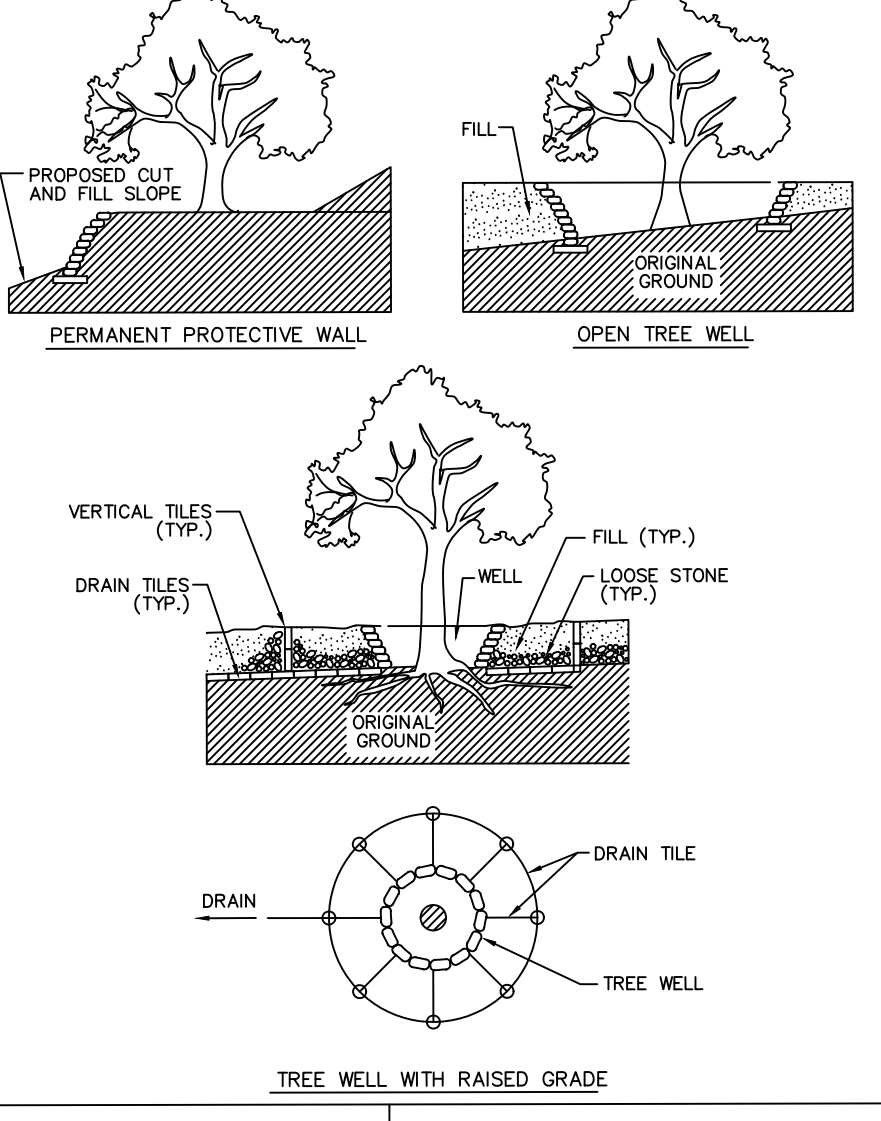 PROPOSED CUT
AND FILL SLOPE
PERMANENT PROTECTIVE WALL
FILL
ORIGINAL
GROUND
OPEN TREE WELL
VERTICAL TILES
(TYP.)
DRAIN TILES
(TYP.)
WELL
FILL (TYP.)
LOOSE STONE
(TYP.)
ORIGINAL
GROUND
DRAIN
DRAIN TILE
TREE WELL
TREE WELL WITH RAISED GRADE